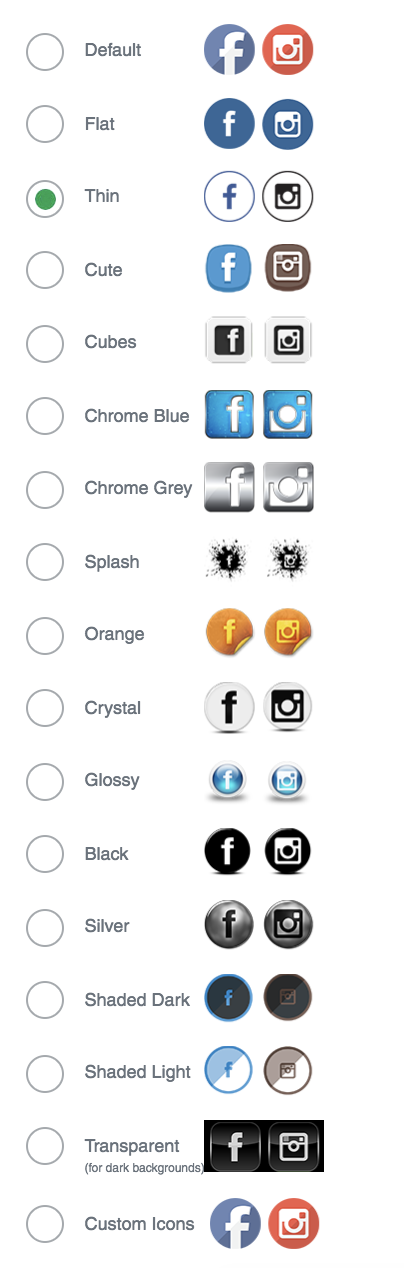 Default
Flat
Thin
Cute
Cubes
Chrome Blue
Chrome Grey
Splash
Orange
Crystal
Glossy
Black
Silver
Shaded Dark
Shaded Light
Transparent
(for dark backgrounds)
Custom Icons